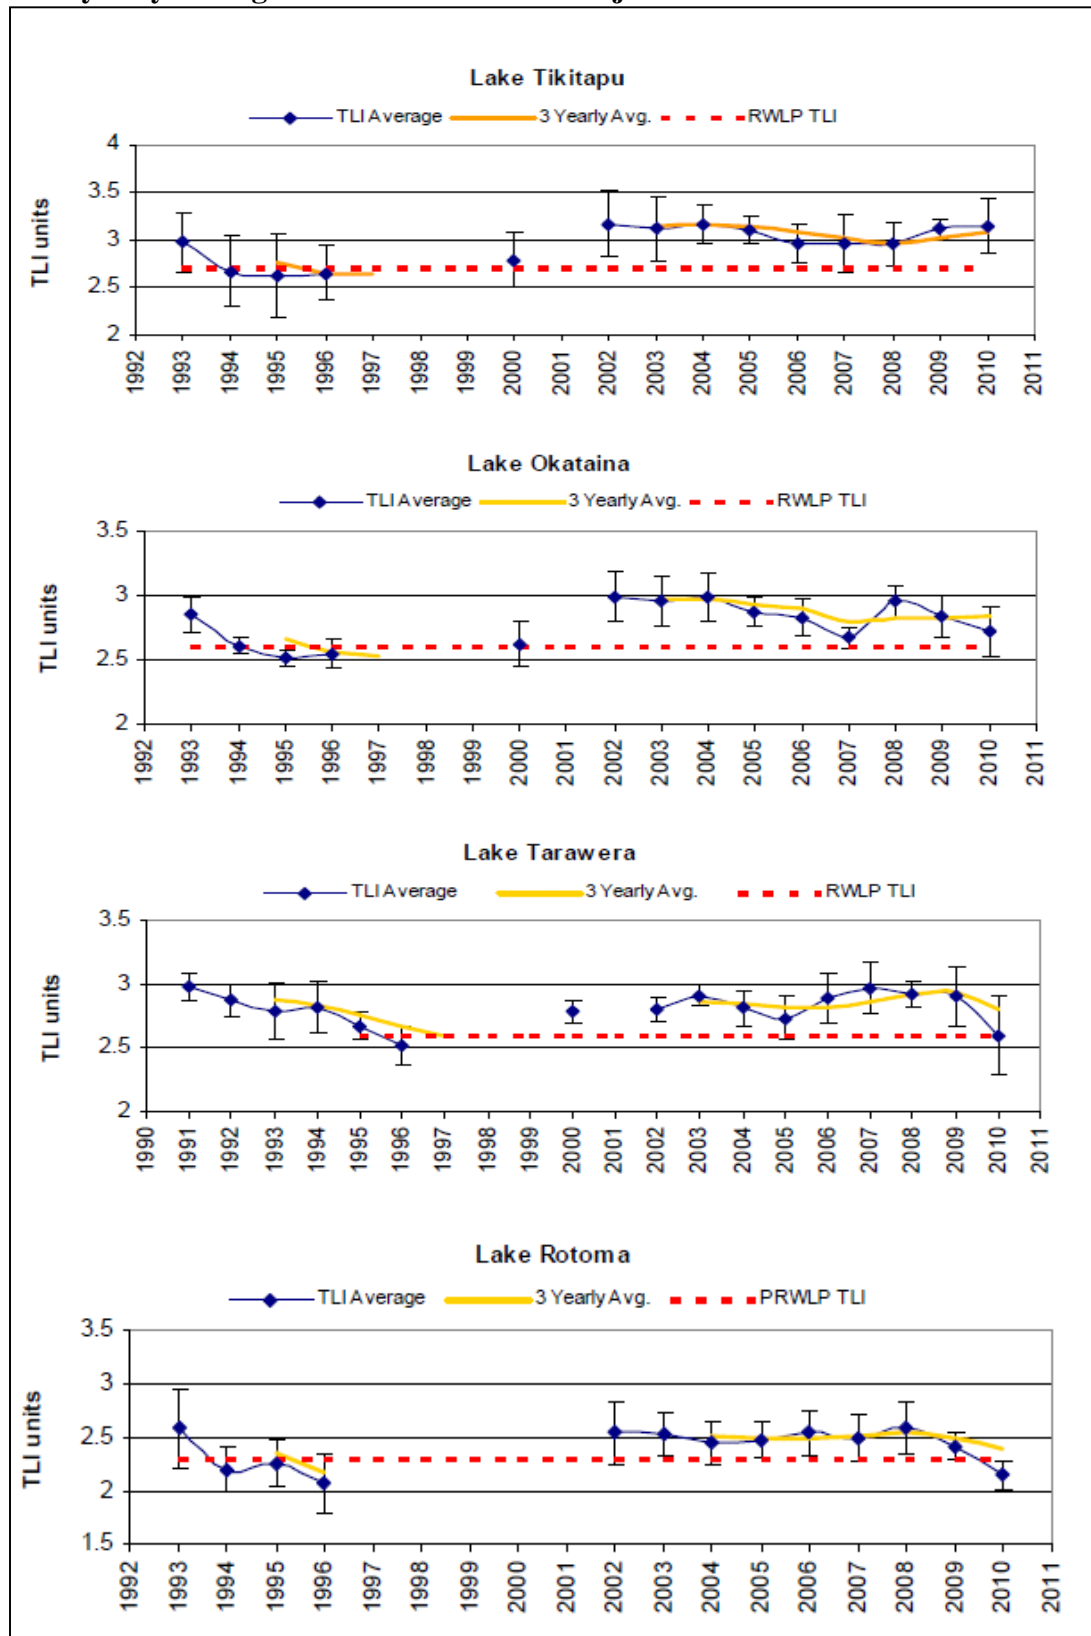 Lake Tikitapu
TLI Average 3 Yearly Avg. RWLP TLI
TLI units
4
3.5
3
2.5
2
1992 1993 1994 1995 1996 1997 1998 1999 2000 2001 2002 2003 2004 2005 2006 2007 2008 2009 2010 2011
Lake Okataina
TLI Average 3 Yearly Avg. RWLP TLI
TLI units
3.5
3
2.5
2
1992 1993 1994 1995 1996 1997 1998 1999 2000 2001 2002 2003 2004 2005 2006 2007 2008 2009 2010 2011
Lake Tarawera
TLI Average 3 Yearly Avg. RWLP TLI
TLI units
3.5
3
2.5
2
1990 1991 1992 1993 1994 1995 1996 1997 1998 1999 2000 2002 2003 2004 2005 2006 2007 2008 2009 2010 2011
Lake Rotoma
TLI Average 3 Yearly Avg. PRWLP TLI
TLI units
3.5
3
2.5
2
1.5
1992 1993 1994 1995 1996 1997 1998 1999 2000 2001 2002 2003 2004 2005 2006 2007 2008 2009 2010 2011